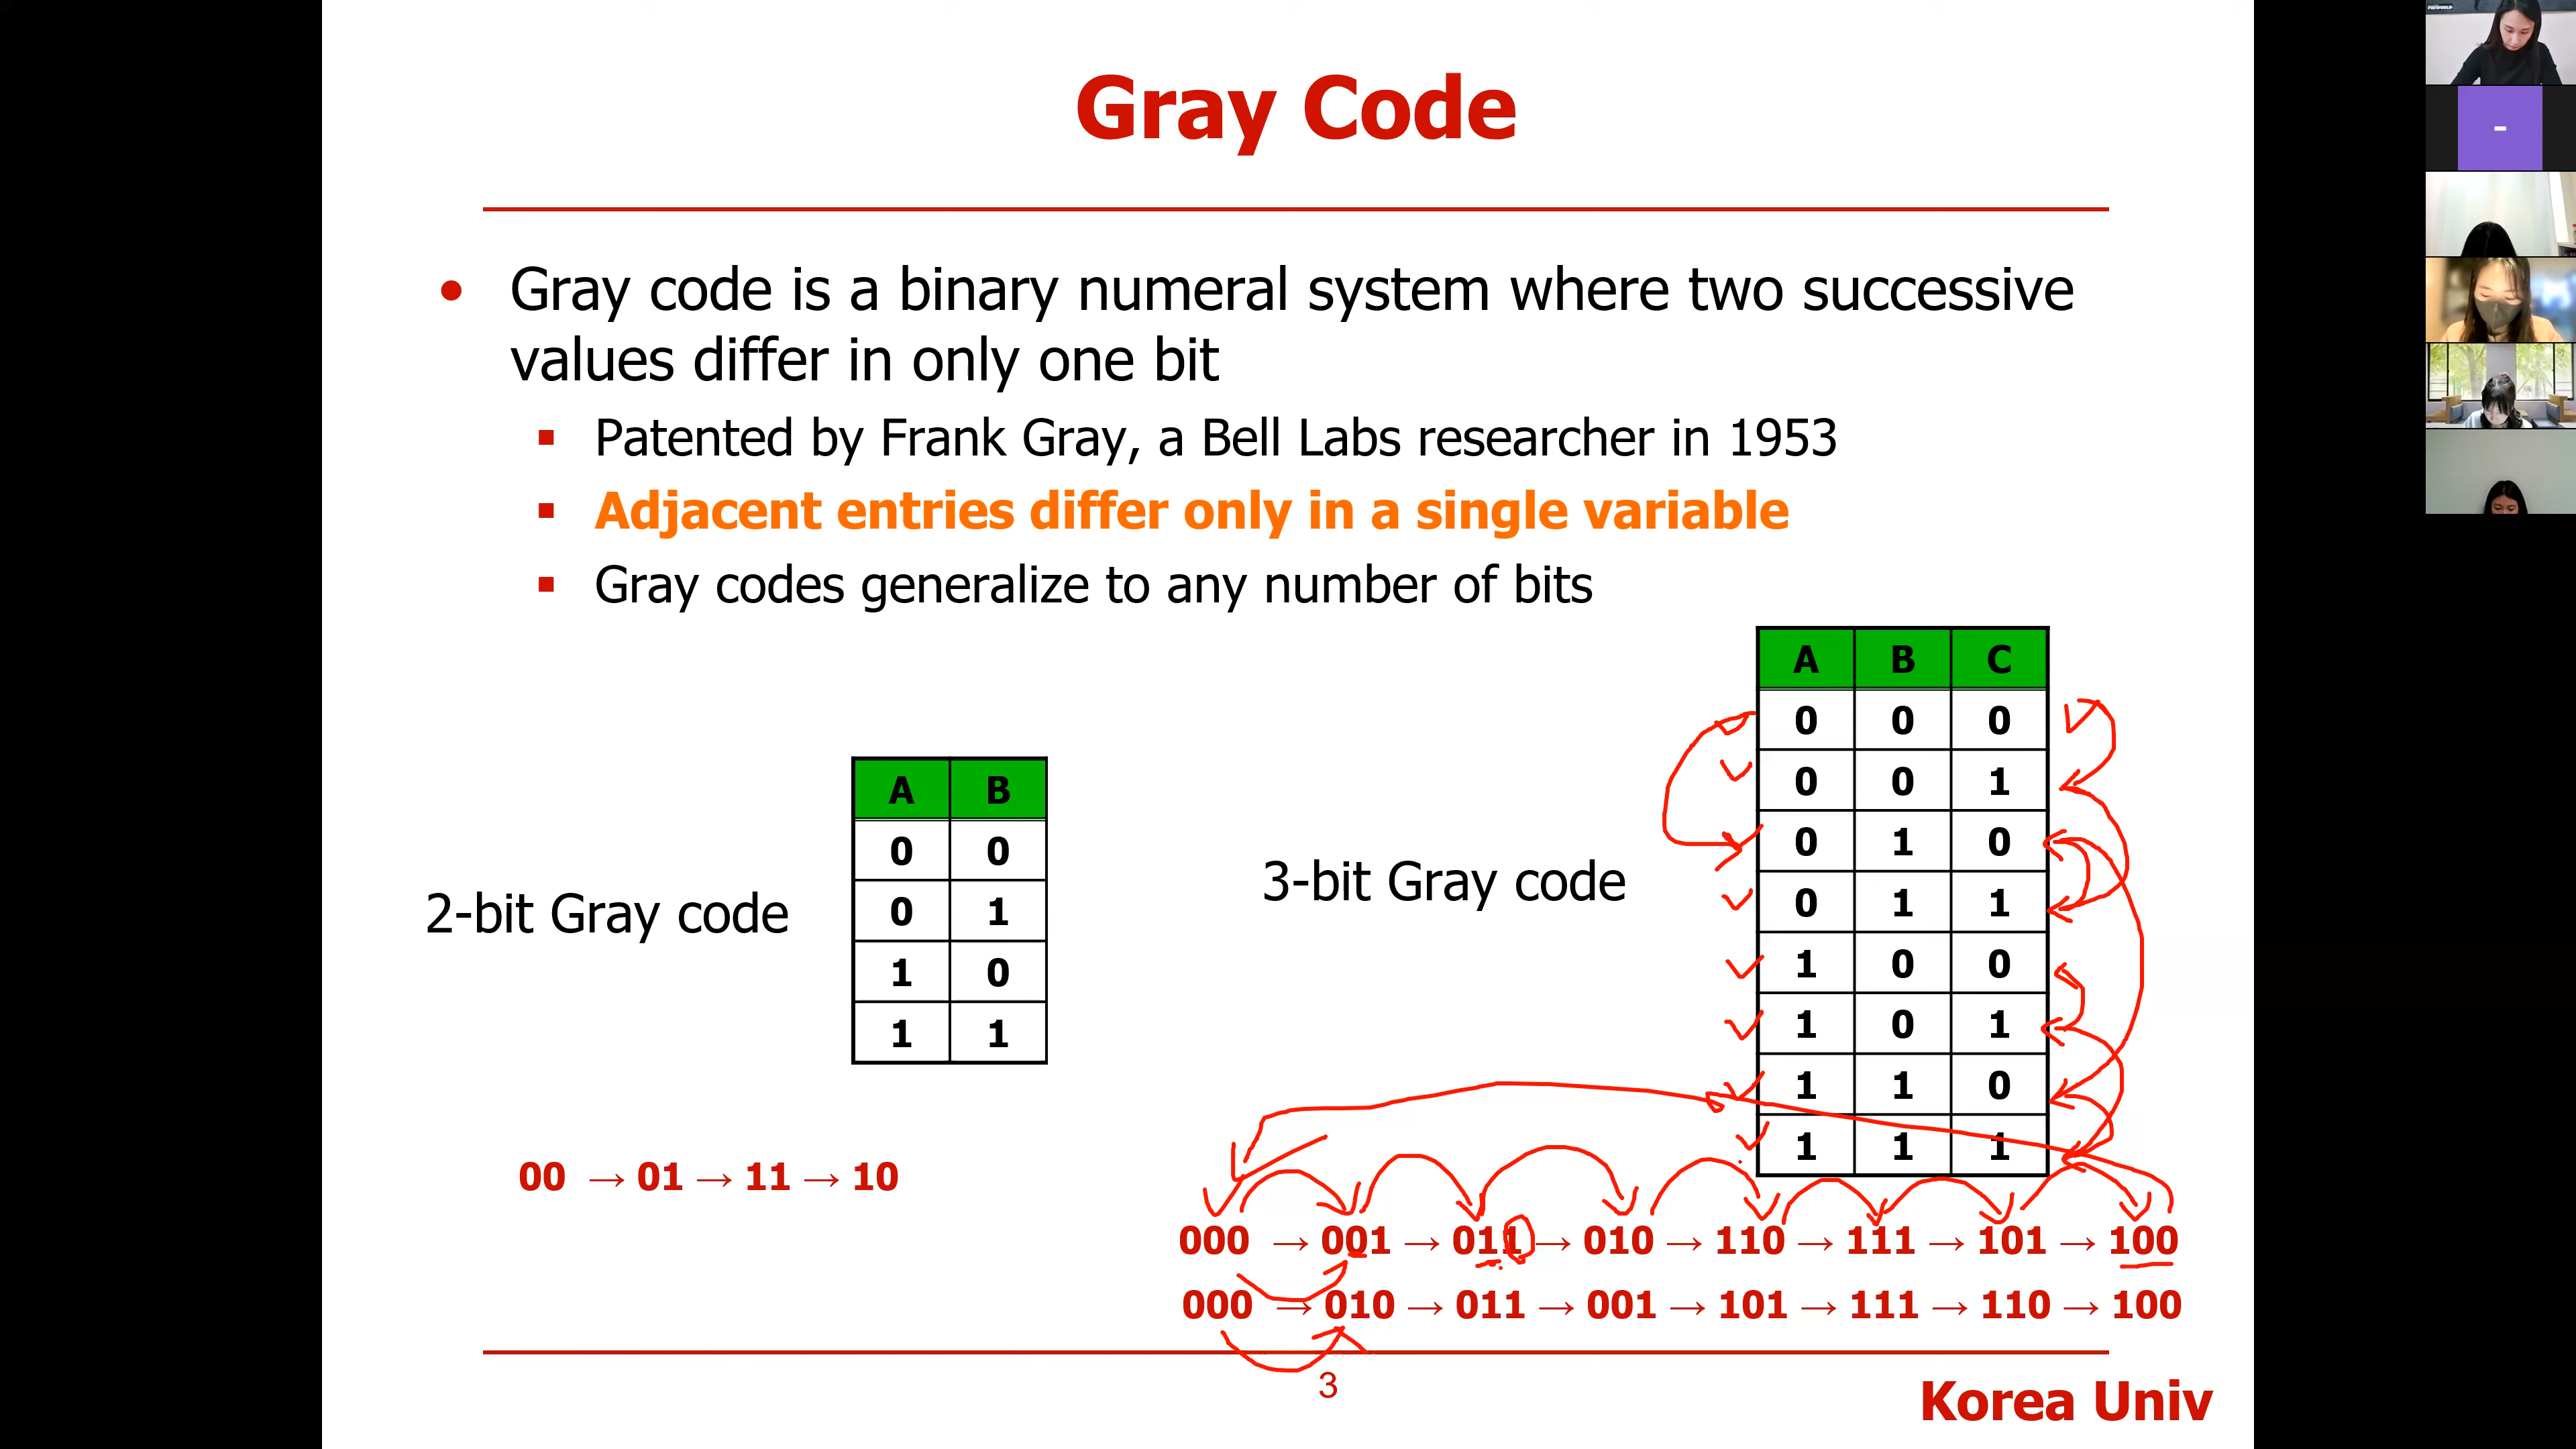 Gray Code
• Gray code is a binary numeral system where two successive
values differ in only one bit
▪ Patented by Frank Gray, a Bell Labs researcher in 1953
▪ Adjacent entries differ only in a single variable
▪ Gray codes generalize to any number of bits
2-bit Gray code
A B
0 0
0 1
1 0
1 1
00 → 01 → 11 → 10
3-bit Gray code
A B C
0 0 0
0 0 1
0 1 0
0 1 1
1 0 0
1 0 1
1 1 0
1 1 1
000 → 001 → 011 → 010 → 110 → 111 → 101 → 100
000 → 010 → 011 → 001 → 101 → 111 → 110 → 100
3
Korea Univ
-